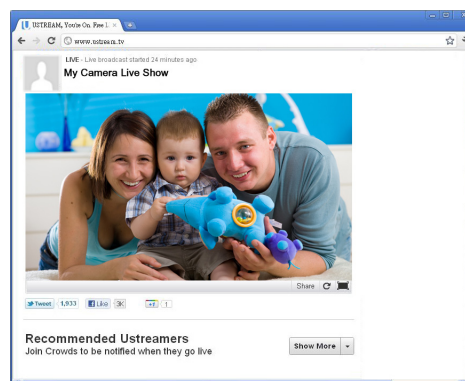 USTREAM, You're On. Free L
www.ustream.tv
LIVE - Live broadcast started 24 minutes ago
My Camera Live Show
Share
Tweet 1,933 Like 3K +1 1
Recommended Ustreamers
Join Crowds to be notified when they go live
Show More